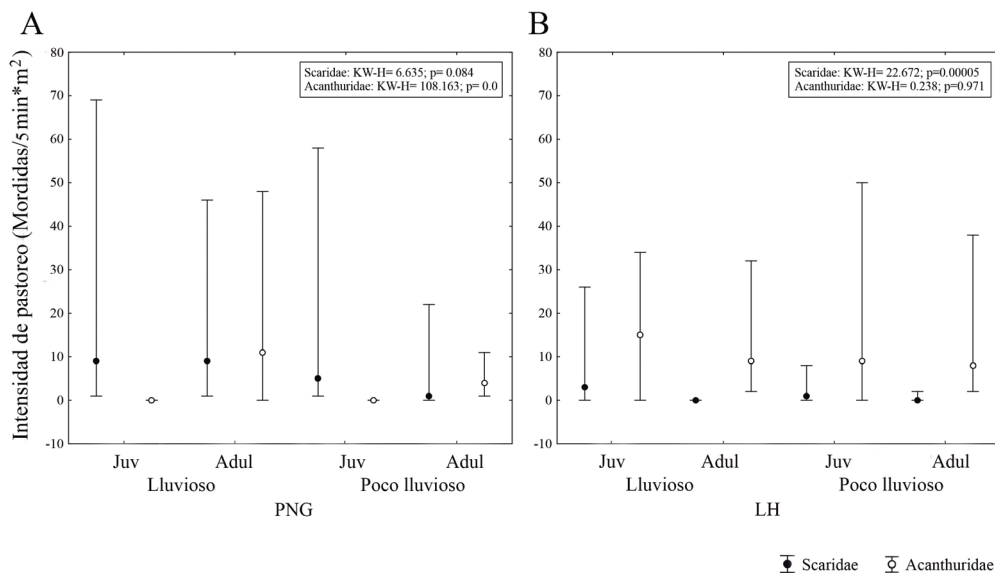 A
B
Intensidad de pastoreo (Mordidas/5 min*m²)
80
70
60
50
40
30
20
10
0
-10
Scaridae: KW-H= 6.635; p= 0.084
Acanthuridae: KW-H= 108.163; p= 0.0
Juv Adul Juv Adul
Lluvioso Poco lluvioso
PNG
80
70
60
50
40
30
20
10
0
-10
Scaridae: KW-H= 22.672; p=0.00005
Acanthuridae: KW-H= 0.238; p=0.971
Juv Adul Juv Adul
Lluvioso Poco lluvioso
LH
Scaridae Acanthuridae